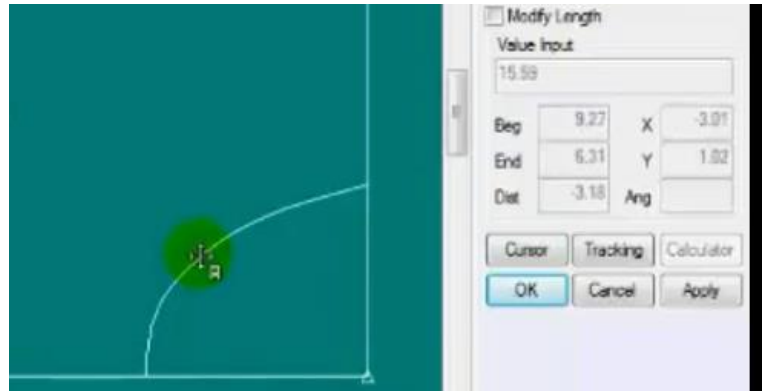 Modify Length
Value Input
15.59
Beg 9.27 X -3.01
End 6.31 Y 1.02
Dist -3.18 Ang
Cursor Tracking Calculator
OK Cancel Apply